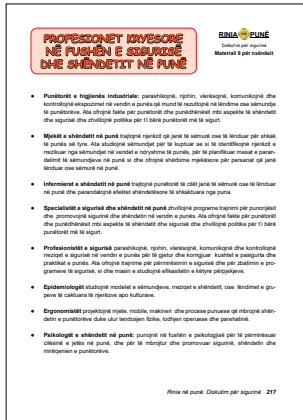 PROFESIONET KRYESORE
NË FUSHËN E SIGURISË
DHE SHËNDETIT NË PUNË
RINIA NË PUNË
Diskutim për sigurinë
Materiali 9 për nxënësit
• Punëtorët e higjienës industriale: parashikojnë, njohin, vlerësojnë, komunikojnë dhe
kontrollojnë ekspozimet në vendin e punës që mund të rezultojnë në lëndime ose sëmundje
të punëtorëve. Ata ofrojnë fakte për punëtorët dhe punëdhënësit mbi aspekte të shëndetit
dhe sigurisë dhe zhvillojnë politika për t'i bërë punëtorët më të sigurt.
• Mjekët e shëndetit në punë trajtojnë njerëzit që janë të sëmurë ose të lënduar për shkak
të punës së tyre. Ata studiojnë sëmundjet për të kuptuar se si të identifikojnë njerëzit e
rrezikuar nga sëmundjet në vendet e ndryshme të punës, për të planifikuar masat e paran-
dalimit të sëmundjeve në punë si dhe ofrojnë shërbime mjekësore për personat që janë
lënduar ose sëmurë në punë.
• Infermieret e shëndetit në punë trajtojnë punëtorët të cilët janë të sëmurë ose të lënduar
në punë dhe parandalojnë efektet shëndetësore të shkaktuara nga puna.
• Specialistët e sigurisë dhe shëndetit në punë zhvillojnë programe trajnimi për punonjësit
dhe promovojnë sigurinë dhe shëndetin në vendin e punës. Ata ofrojnë fakte për punëtorët
dhe punëdhënësit mbi aspekte të shëndetit dhe sigurisë dhe zhvillojnë politika për t'i bërë
punëtorët më të sigurt.
• Profesionistët e sigurisë parashikojnë, njohin, vlerësojnë, komunikojnë dhe kontrollojnë
rreziqet e sigurisë në vendin e punës për të gjetur dhe korrigjuar kushtet e pasigurta dhe
praktikat e punës. Ata ofrojnë trajnime për përmirësimin e sigurisë dhe për zbatimin e pro-
grameve të sigurisë, si dhe masin e studiojnë efikasitetin e këtyre përpjekjeve.
• Epidemologët studiojnë modelet e sëmundjeve, rreziqet e shëndetit, ose lëndimet e gru-
peve të caktuara të njerëzve apo kulturave.
• Ergonomistët projektojnë mjete, mobilie, makineri dhe procese punuese që mbrojnë shën-
detin e punëtorëve duke ulur tendosjen fizike, lodhjen operuese dhe parehatinë.
• Psikologët e shëndetit në punë: punojnë në fushën e psikologjisë për të përmirësuar
cilësinë e jetës në punë, dhe për të mbrojtur dhe promovuar sigurinë, shëndetin dhe
mirëqenien e punëtorëve.
Rinia në punë: Diskutim për sigurinë 217